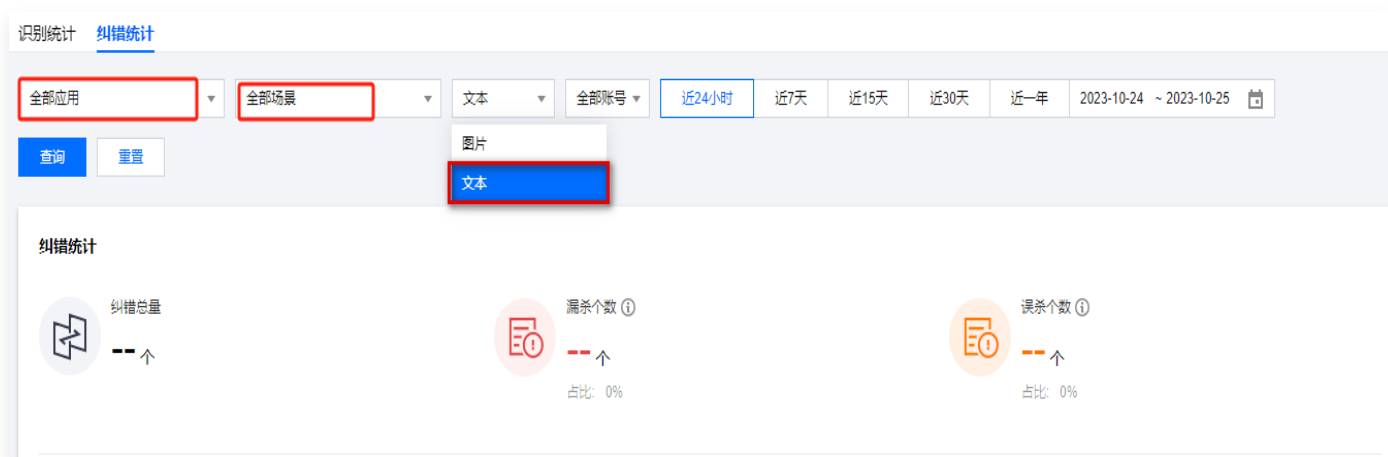 识别统计 纠错统计
全部应用 全部场景 文本 全部账号 近24小时 近7天 近15天 近30天 近一年 2023-10-24 ~ 2023-10-25
查询 重置
图片
文本
纠错统计
纠错总量 漏杀个数 误杀个数
--个 --个 --个
占比: 0% 占比: 0%